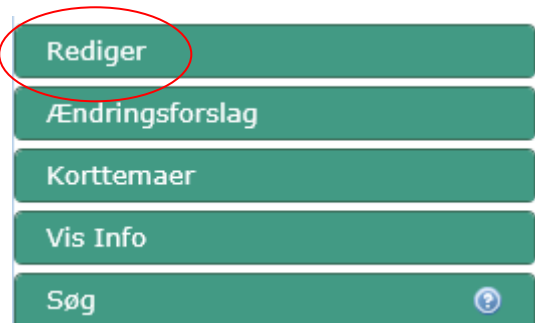 Rediger
Ændringsforslag
Korttemaer
Vis Info
Søg ?